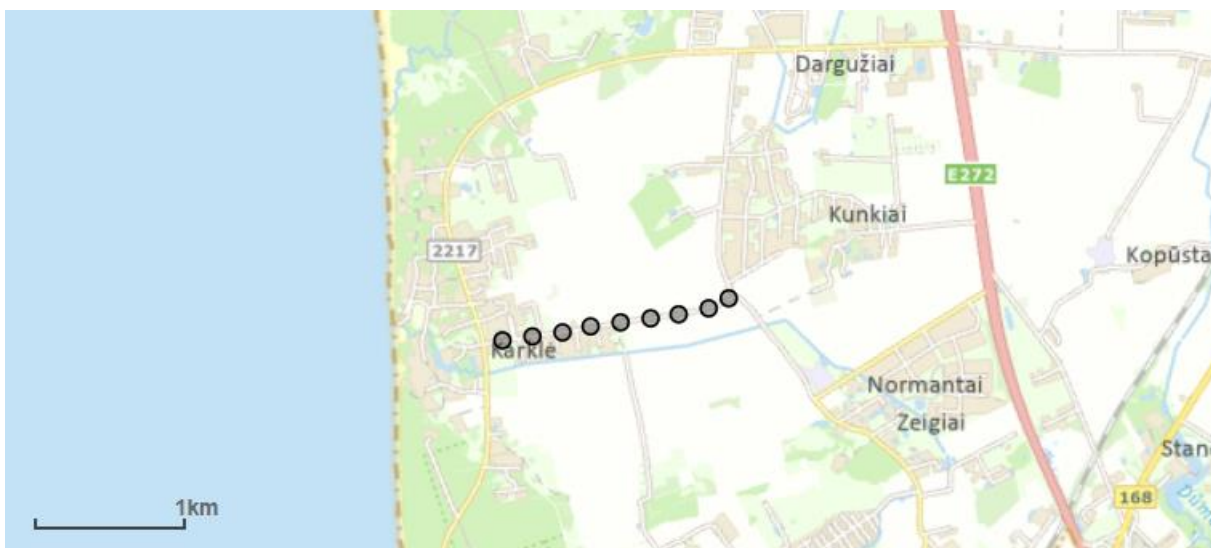 Dargužiai
E272
Kunkiai
2217
Kopūsta
Karklė
Normantai
Zeigiai
Stan
168
1km